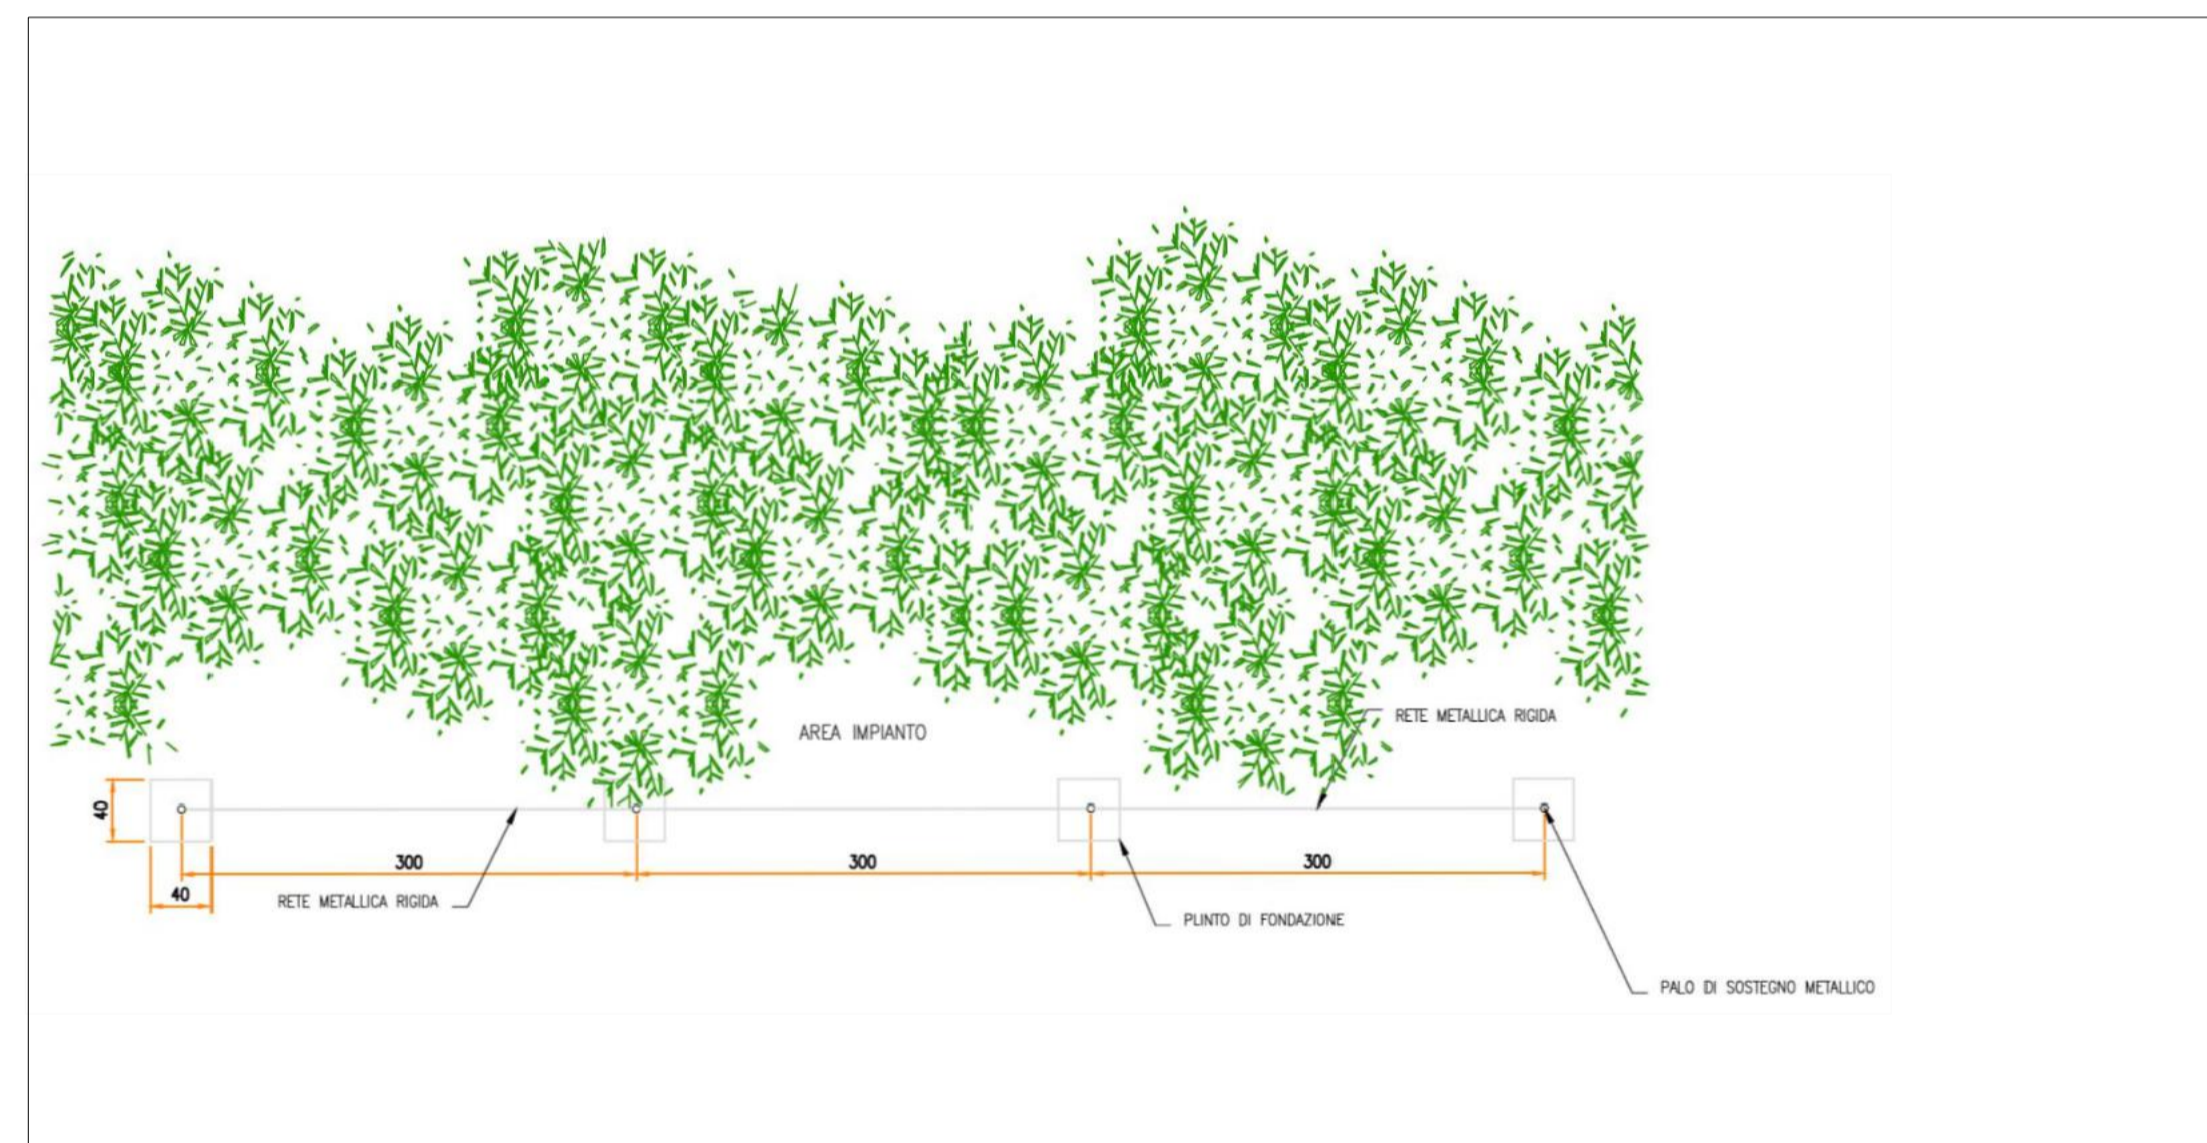 AREA IMPIANTO
RETE METALLICA RIGIDA
40
300
300
300
40
RETE METALLICA RIGIDA
PLINTO DI FONDAZIONE
PALO DI SOSTEGNO METALLICO